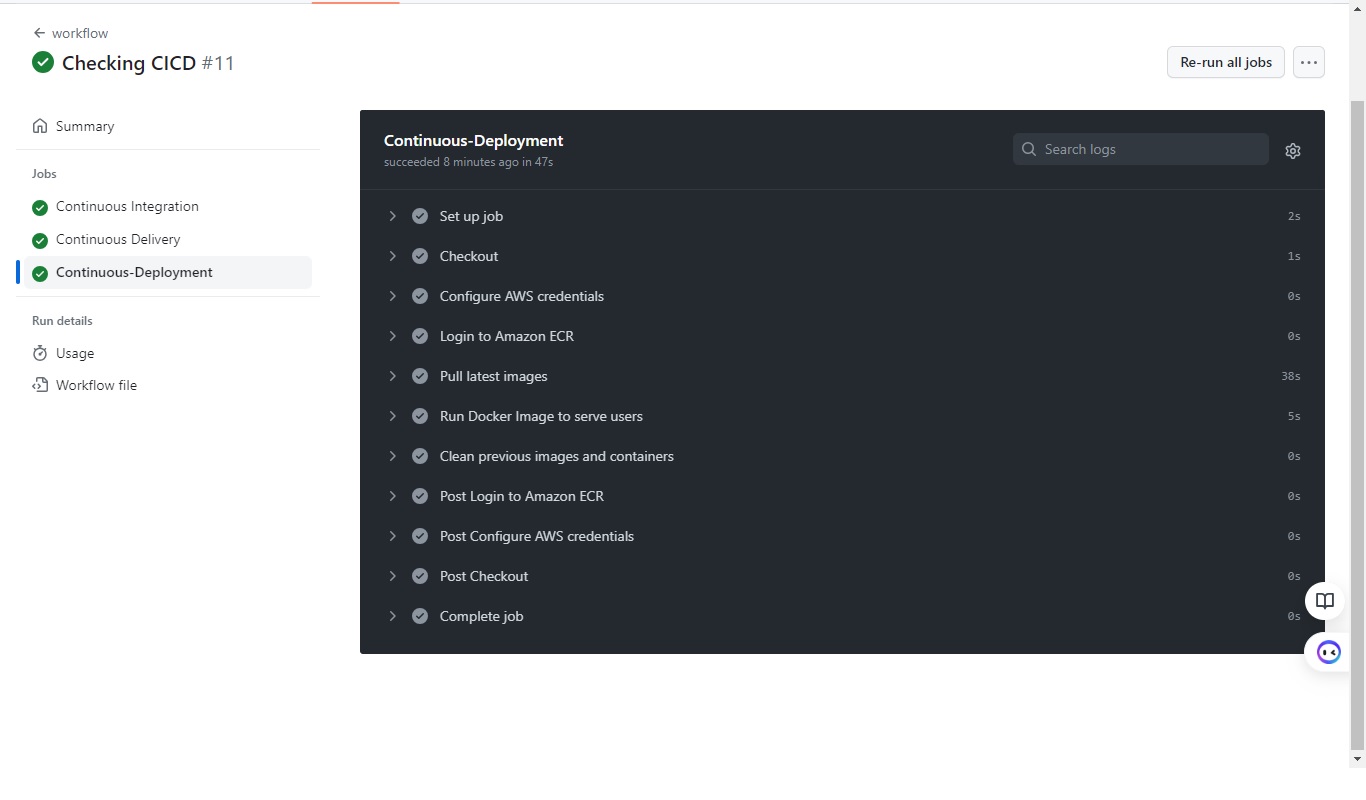 workflow
Checking CICD #11
Re-run all jobs
Summary
Jobs
Continuous Integration
Continuous Delivery
Continuous-Deployment
Run details
Usage
Workflow file
Continuous-Deployment
succeeded 8 minutes ago in 47s
Search logs
Set up job 2s
Checkout 1s
Configure AWS credentials 0s
Login to Amazon ECR 0s
Pull latest images 38s
Run Docker Image to serve users 5s
Clean previous images and containers 0s
Post Login to Amazon ECR 0s
Post Configure AWS credentials 0s
Post Checkout 0s
Complete job 0s